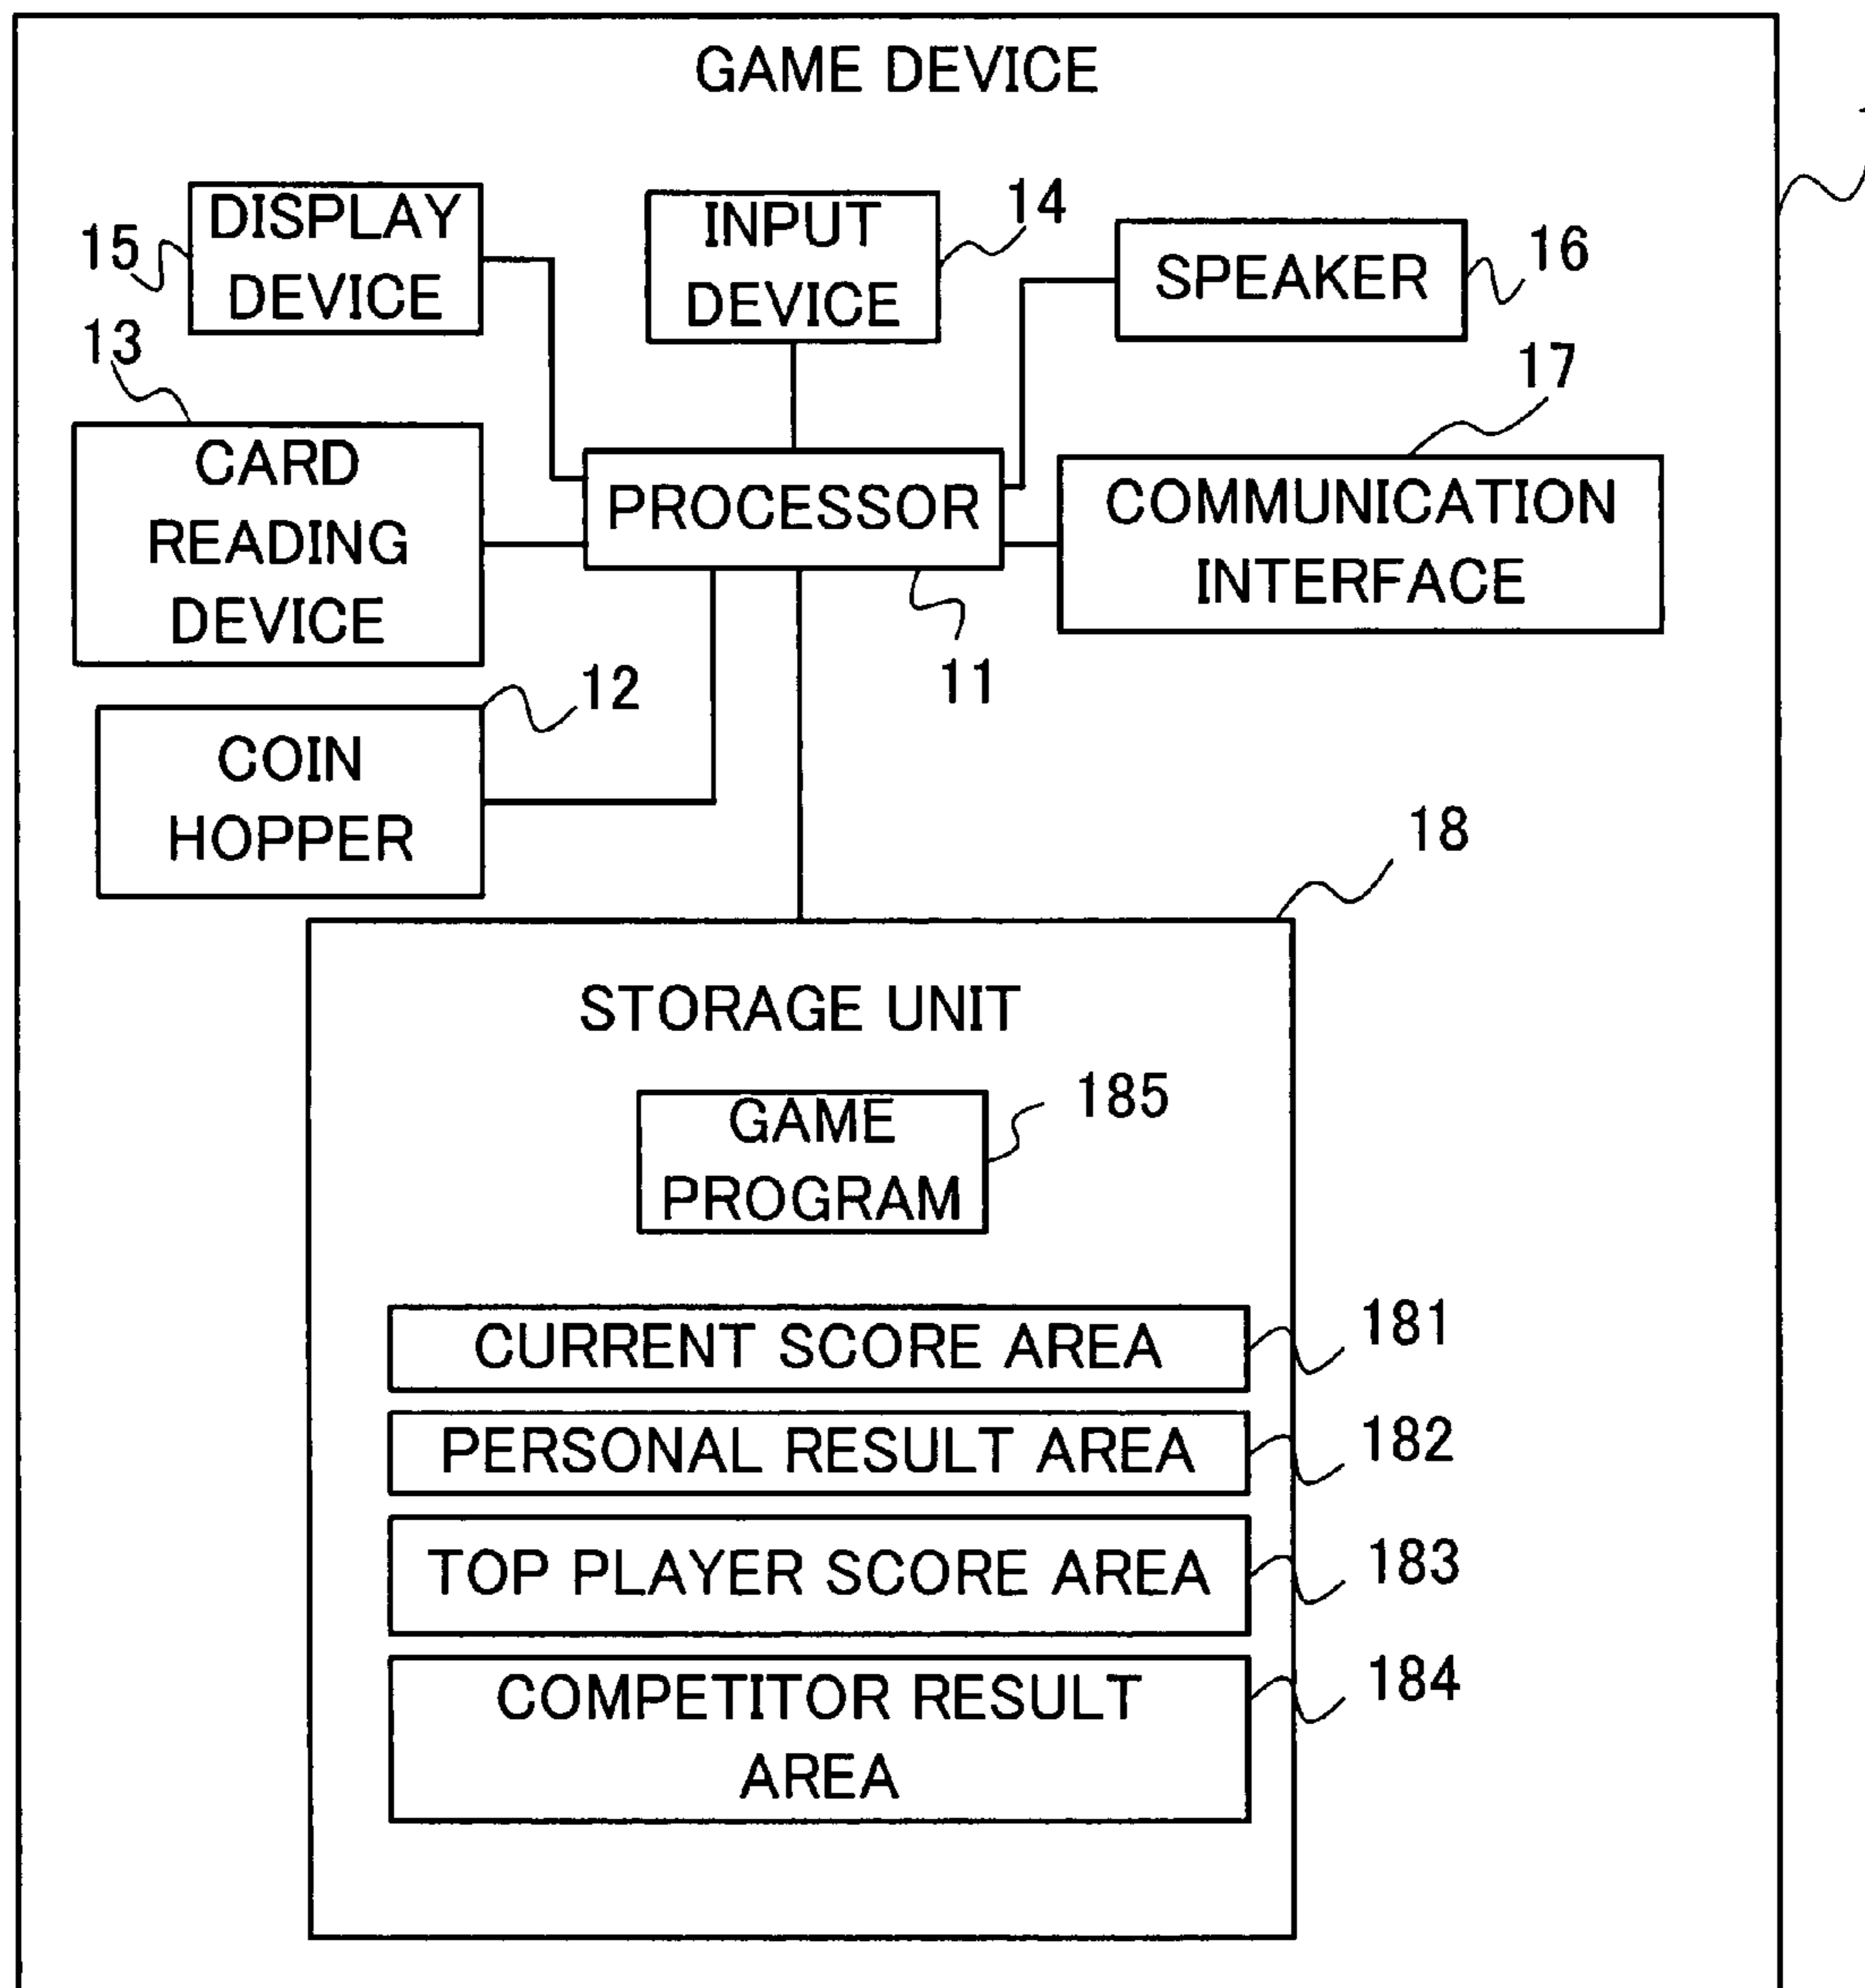 GAME DEVICE
DISPLAY
DEVICE
15
INPUT
DEVICE
14
SPEAKER
16
13
CARD
READING
DEVICE
PROCESSOR
11
17
COMMUNICATION
INTERFACE
12
COIN
HOPPER
18
STORAGE UNIT
GAME
PROGRAM
185
CURRENT SCORE AREA
181
PERSONAL RESULT AREA
182
TOP PLAYER SCORE AREA
183
COMPETITOR RESULT
AREA
184